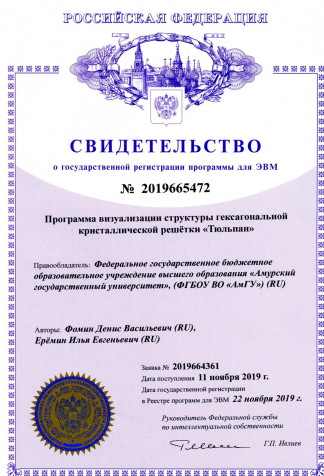 РОССИЙСКАЯ ФЕДЕРАЦИЯ
СВИДЕТЕЛЬСТВО
о государственной регистрации программы для ЭВМ
№ 2019665472
Программа визуализации структуры гексагональной
кристаллической решётки «Тюльпан»
Правообладатель: Федеральное государственное бюджетное
образовательное учреждение высшего образования «Амурский
государственный университет», (ФГБОУ ВО «АмГУ») (RU)
Авторы: Фомин Денис Васильевич (RU),
Ерёмин Илья Евгеньевич (RU)
Заявка № 2019664361
Дата поступления 11 ноября 2019 г.
Дата государственной регистрации
в Реестре программ для ЭВМ 22 ноября 2019 г.
Руководитель Федеральной службы
по интеллектуальной собственности
Г.П. Ивлиев